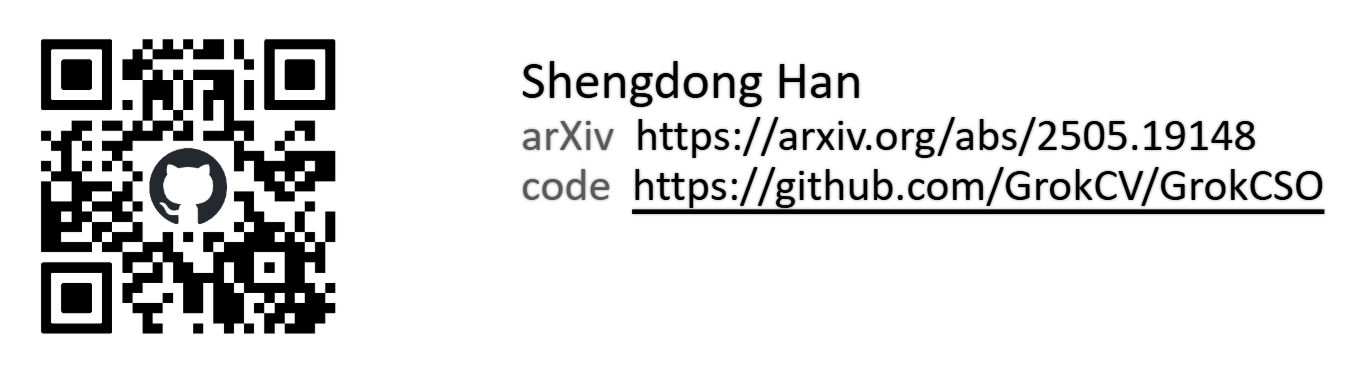 Shengdong Han
arXiv https://arxiv.org/abs/2505.19148
code https://github.com/GrokCV/GrokCSO